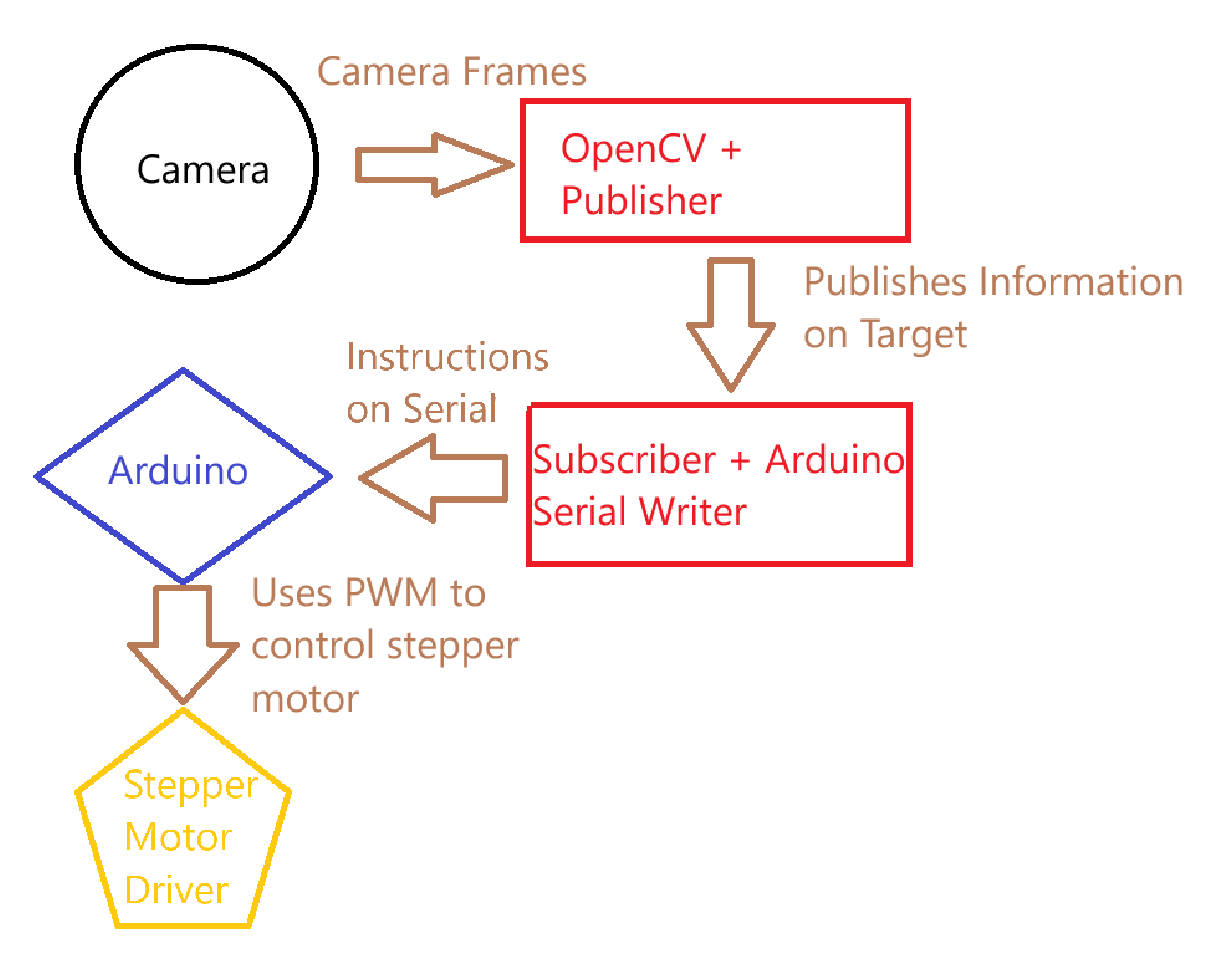 Camera Frames
Camera
OpenCV +
Publisher
Publishes Information
on Target
Instructions
on Serial
Subscriber + Arduino
Serial Writer
Arduino
Uses PWM to
control stepper
motor
Stepper
Motor
Driver